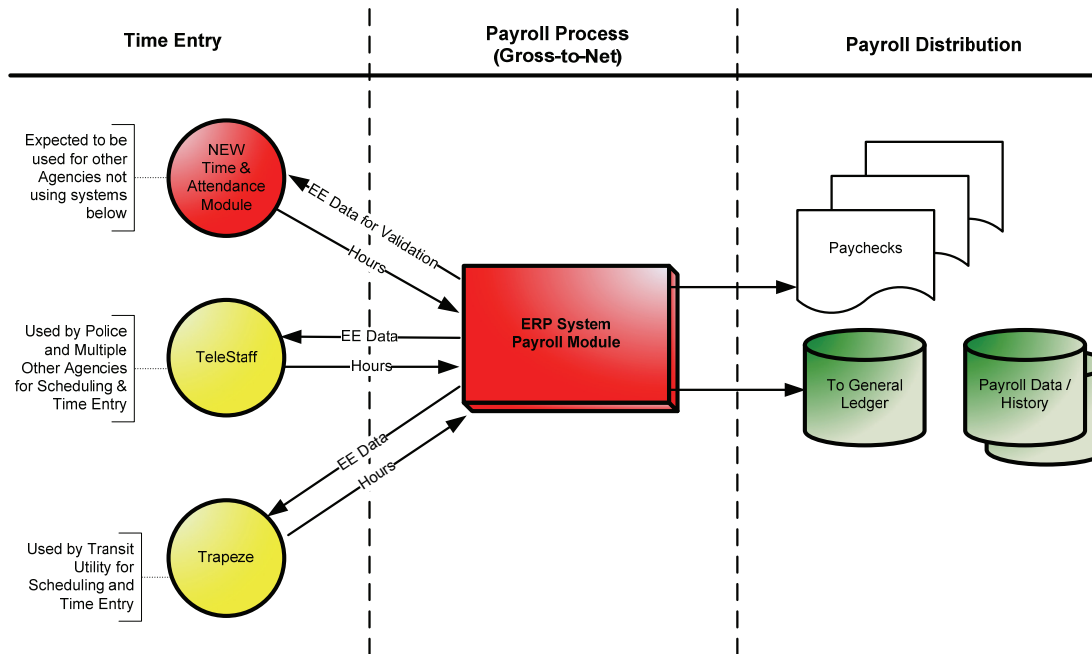 Time Entry
Payroll Process
(Gross-to-Net)
Payroll Distribution
Expected to be
used for other
Agencies not
using systems
below
NEW
Time &
Attendance
Module
EE Data for Validation
Hours
Paychecks
Used by Police
and Multiple
Other Agencies
for Scheduling &
Time Entry
TeleStaff
EE Data
Hours
ERP System
Payroll Module
To General
Ledger
Payroll Data /
History
EE Data
Hours
Used by Transit
Utility for
Scheduling and
Time Entry
Trapeze